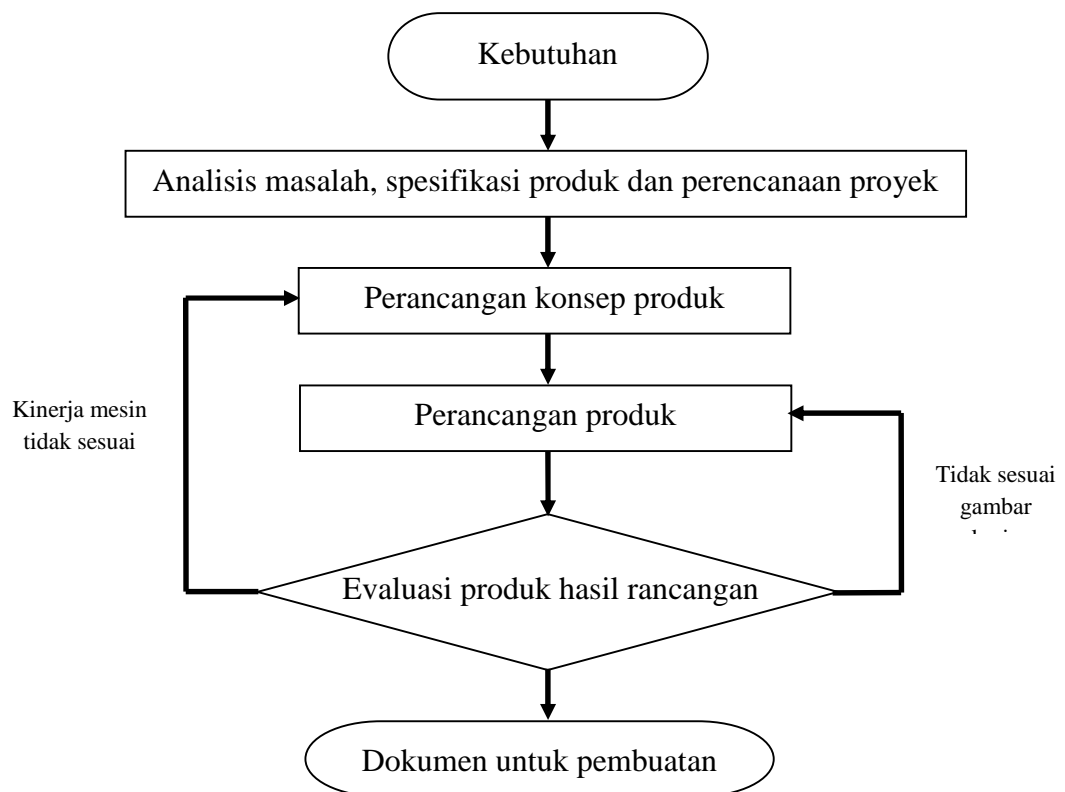 Kebutuhan
Analisis masalah, spesifikasi produk dan perencanaan proyek
Perancangan konsep produk
Perancangan produk
Kinerja mesin
tidak sesuai
Tidak sesuai
gambar
Evaluasi produk hasil rancangan
Dokumen untuk pembuatan